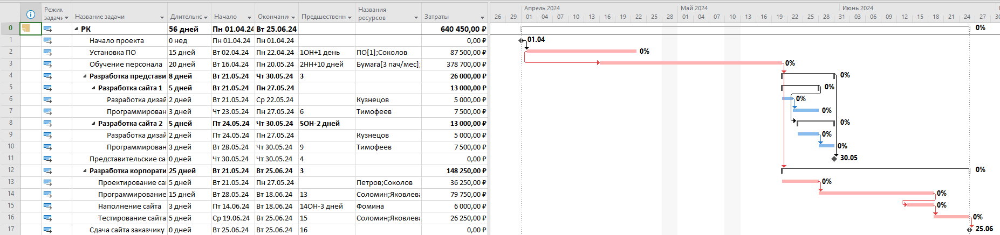 Режим задачи Название задачи Длительность Начало Окончание Предшественн Названия ресурсов Затраты
Апрель 2024 Май 2024 Июнь 2024
26 29 01 04 07 10 13 16 19 22 25 28 01 04 07 10 13 16 19 22 25 28 31 03 06 09 12 15 18 21 24 27 30
0 РК 56 дней Пн 01.04.24 Вт 25.06.24 640 450,00 ₽ 0%
1 Начало проекта 0 нед Пн 01.04.24 Пн 01.04.24 0,00 ₽ 01.04
2 Установка ПО 15 дней Вт 02.04.24 Пн 22.04.24 1ОН+1 день ПО[1];Соколов 87 500,00 ₽ 0%
3 Обучение персонала 20 дней Вт 16.04.24 Пн 20.05.24 2НН+10 дней Бумага[3 пач/мес]; 378 700,00 ₽ 0%
4 Разработка представи 8 дней Вт 21.05.24 Чт 30.05.24 3 26 000,00 ₽ 0%
5 Разработка сайта 1 5 дней Вт 21.05.24 Пн 27.05.24 13 000,00 ₽ 0%
6 Разработка дизай 2 дней Вт 21.05.24 Ср 22.05.24 Кузнецов 5 000,00 ₽ 0%
7 Программирован 3 дней Чт 23.05.24 Пн 27.05.24 6 Тимофеев 7 500,00 ₽ 0%
8 Разработка сайта 2 5 дней Пт 24.05.24 Чт 30.05.24 5ОН-2 дней 13 000,00 ₽ 0%
9 Разработка дизай 2 дней Пт 24.05.24 Пн 27.05.24 Кузнецов 5 000,00 ₽ 0%
10 Программирован 3 дней Вт 28.05.24 Чт 30.05.24 9 Тимофеев 7 500,00 ₽ 0%
11 Представительские са 0 дней Чт 30.05.24 Чт 30.05.24 4 0,00 ₽ 30.05
12 Разработка корпорати 25 дней Вт 21.05.24 Вт 25.06.24 3 148 250,00 ₽ 0%
13 Проектирование са 5 дней Вт 21.05.24 Пн 27.05.24 Петров;Соколов 36 250,00 ₽ 0%
14 Программирование 15 дней Вт 28.05.24 Вт 18.06.24 13 Соломин;Яковлева 79 750,00 ₽ 0%
15 Наполнение сайта 3 дней Пт 14.06.24 Вт 18.06.24 14ОН-3 дней Фомина 6 000,00 ₽ 0%
16 Тестирование сайта 5 дней Ср 19.06.24 Вт 25.06.24 15 Соломин;Яковлева 26 250,00 ₽ 0%
17 Сдача сайта заказчику 0 дней Вт 25.06.24 Вт 25.06.24 16 0,00 ₽ 25.06